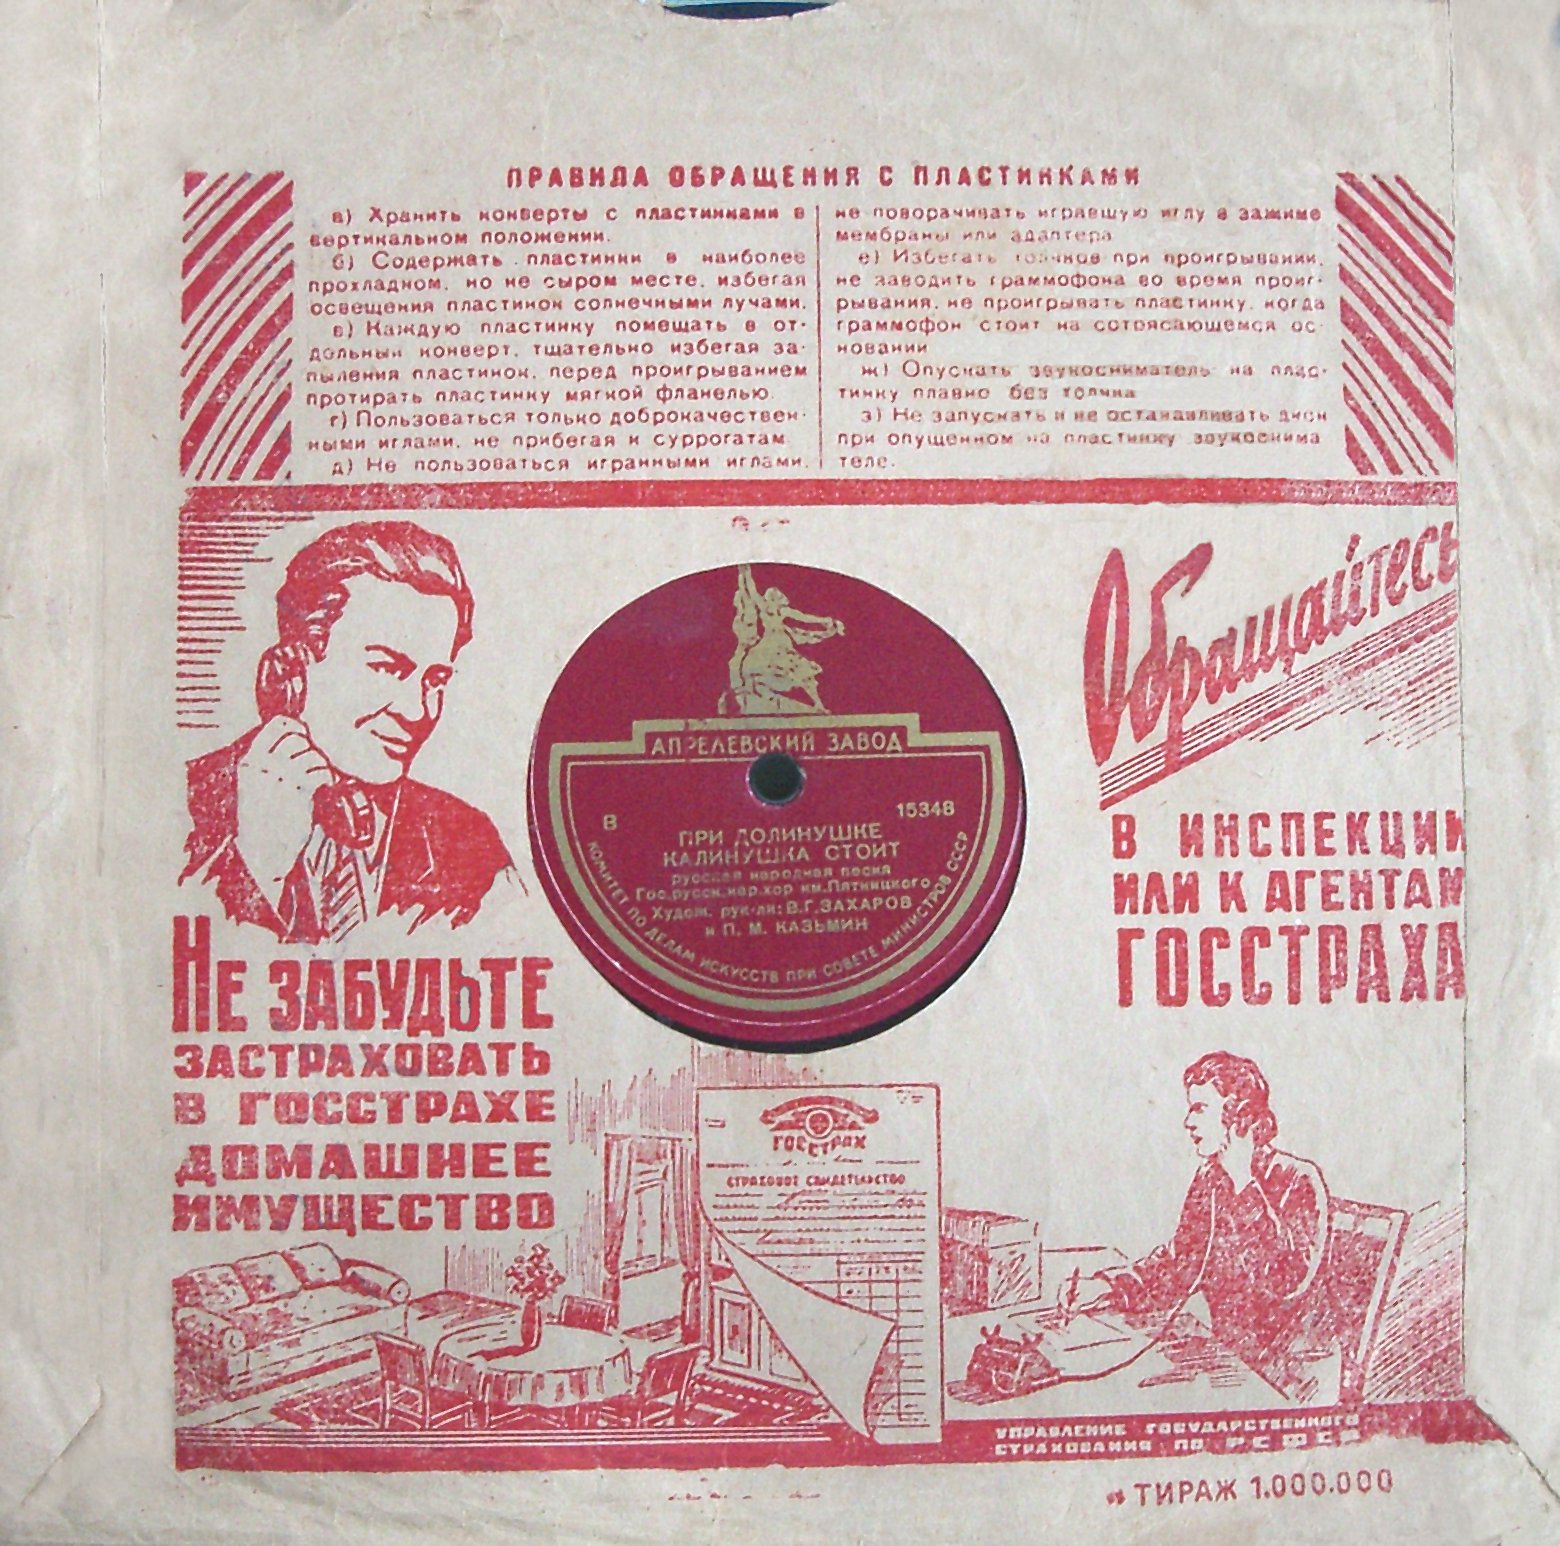 ПРАВИЛА ОБРАЩЕНИЯ С ПЛАСТИНКАМИ
а) Хранить конверты с пластинками в
вертикальном положении.
б) Содержать пластинки в наиболее
прохладном, но не сыром месте, избегая
освещения пластинок солнечными лучами.
в) Каждую пластинку помещать в от-
дольный конверт, тщательно избегая за-
пыления пластинок, перед проигрыванием
протирать пластинку мягкой фланелью.
г) Пользоваться только доброкачествен-
ными иглами, не прибегая к суррогатам
д) Не пользоваться игранными иглами,
не поворачивать игравшую иглу в зажиме
мембраны или адаптера
е) Избегать толчков при проигрывании,
не заводить граммофона во время проиг-
рывания, не проигрывать пластинку, когда
граммофон стоит на сотрясающемся ос-
новании
ж) Опускать звукосниматель на плас-
тинку плавно без толчка
з) Не запускать и не останавливать диск
при опущенном на пластинку звукоснима
теле.
Обращайтесь
В ИНСПЕКЦИИ
ИЛИ К АГЕНТАМ
ГОССТРАХА
АПРЕЛЕВСКИЙ ЗАВОД
В 15348
ПРИ ДОЛИНУШКЕ
КАЛИНУШКА СТОИТ
русская народная песня
Гос.русск.нар.хор им.Пятницкого
Худож. рук-ли: В.Г.ЗАХАРОВ
и П. М. КАЗЬМИН
КОМИТЕТ ПО ДЕЛАМ ИСКУССТВ ПРИ СОВЕТЕ МИНИСТРОВ СССР
НЕ ЗАБУДЬТЕ
ЗАСТРАХОВАТЬ
В ГОССТРАХЕ
ДОМАШНЕЕ
ИМУЩЕСТВО
ГОССТРАХ
СТРАХОВОЕ СВИДЕТЕЛЬСТВО
УПРАВЛЕНИЕ ГОСУДАРСТВЕННОГО
СТРАХОВАНИЯ ПО РСФСР
ТИРАЖ 1.000.000